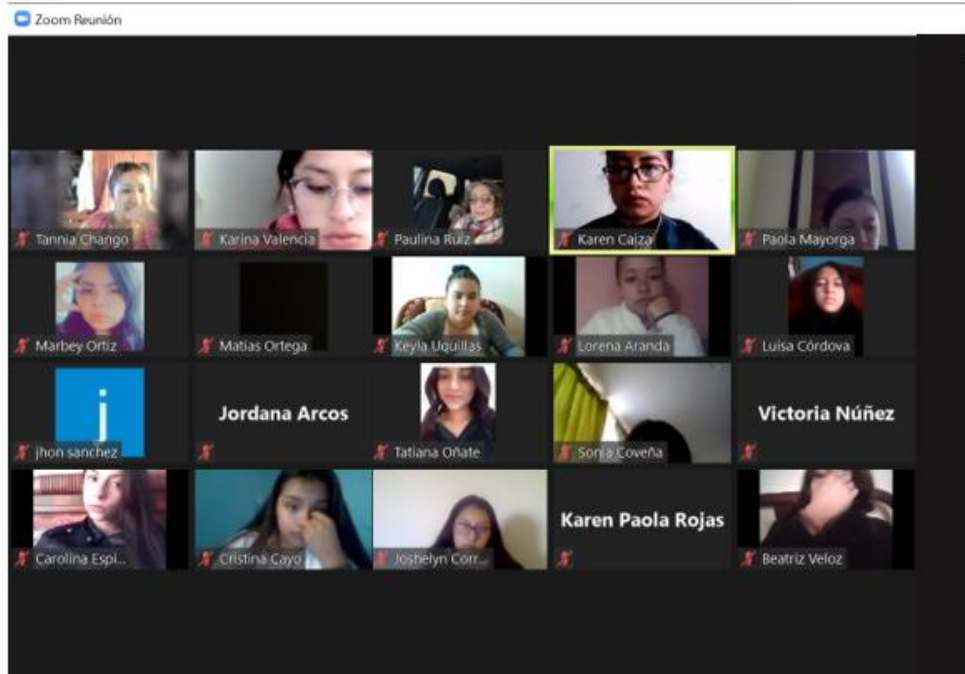 Zoom Reunión
Tannia Chango
Karina Valencia
Paulina Ruiz
Karen Caiza
Paola Mayorga
Marbey Ortiz
Matias Ortega
Keyla Uquillas
Lorena Aranda
Luisa Córdova
j
jhon sanchez
Jordana Arcos
Tatiana Oñate
Sonia Coveña
Victoria Núñez
Carolina Espi...
Cristina Cayo
Joshelyn Corr...
Karen Paola Rojas
Beatriz Veloz